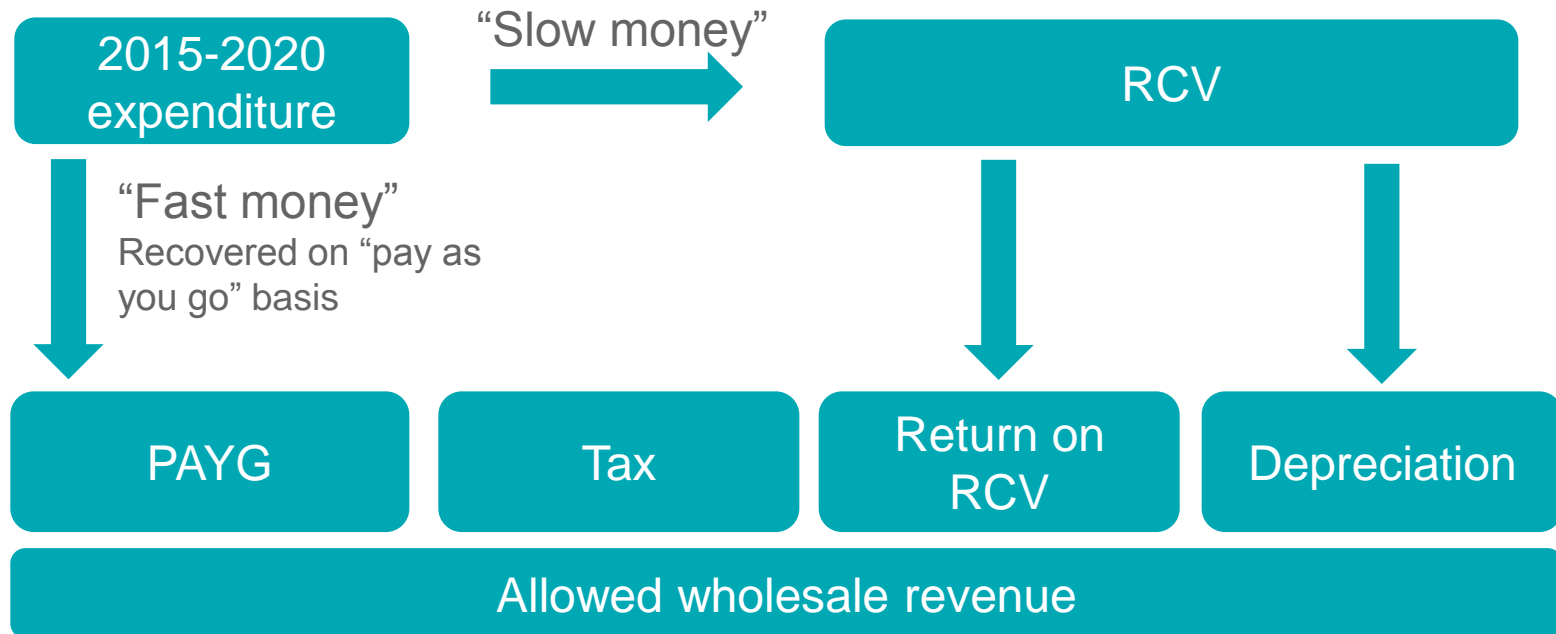 2015-2020
expenditure
“Slow money”
RCV
“Fast money”
Recovered on “pay as
you go” basis
PAYG
Tax
Return on
RCV
Depreciation
Allowed wholesale revenue